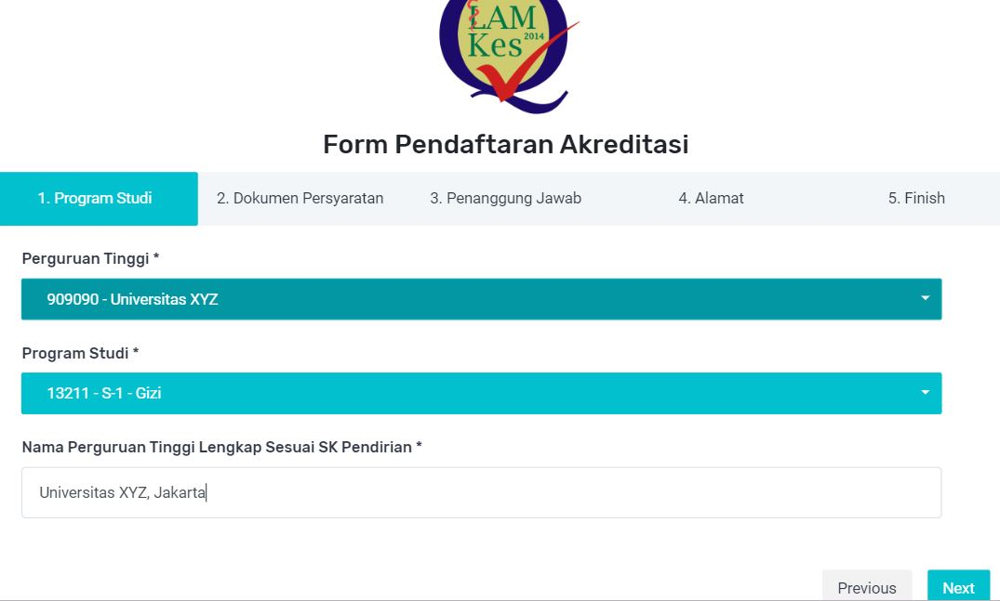 LAM
Kes 2014
Form Pendaftaran Akreditasi
1. Program Studi 2. Dokumen Persyaratan 3. Penanggung Jawab 4. Alamat 5. Finish
Perguruan Tinggi *
909090 - Universitas XYZ
Program Studi *
13211 - S-1 - Gizi
Nama Perguruan Tinggi Lengkap Sesuai SK Pendirian *
Universitas XYZ, Jakarta
Previous Next